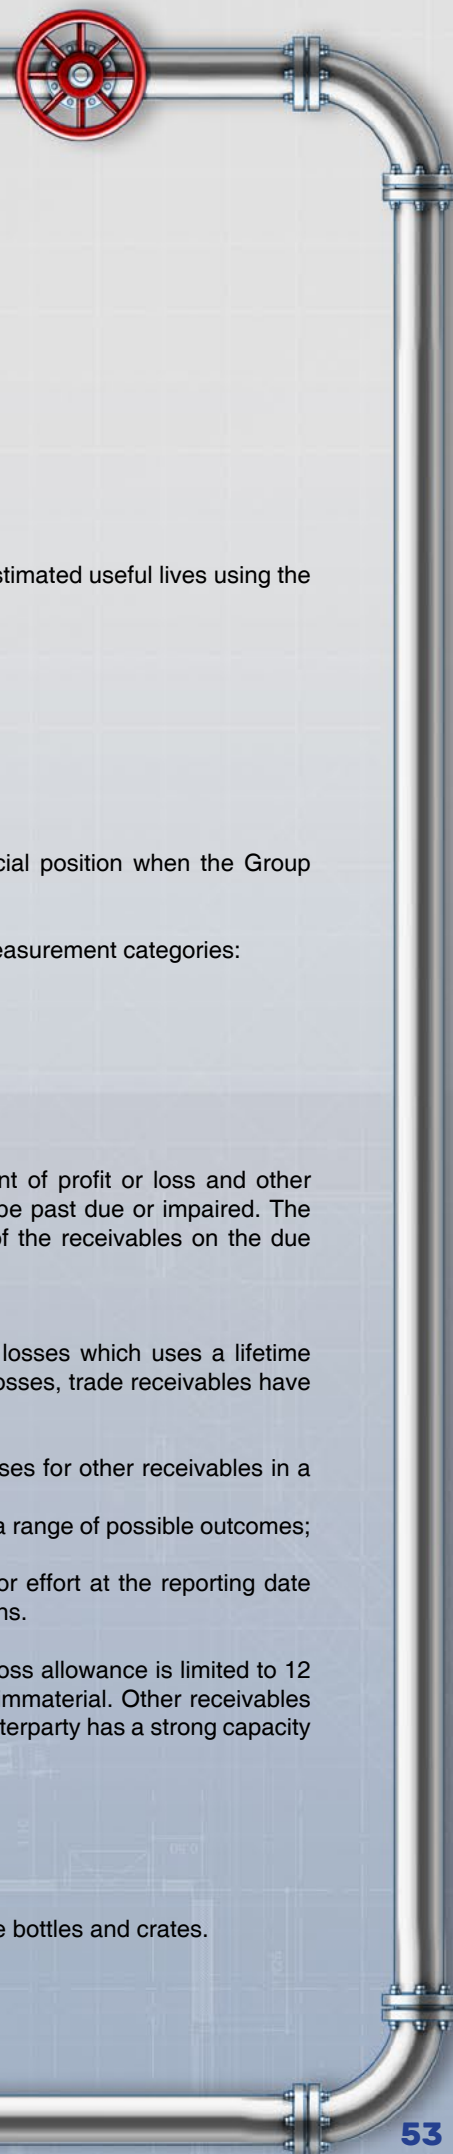 stimated useful lives using the
cial position when the Group
easurement categories:
nt of profit or loss and other
be past due or impaired. The
of the receivables on the due
losses which uses a lifetime
osses, trade receivables have
ses for other receivables in a
a range of possible outcomes;
or effort at the reporting date
ns.
oss allowance is limited to 12
mmaterial. Other receivables
terparty has a strong capacity
e bottles and crates.
53